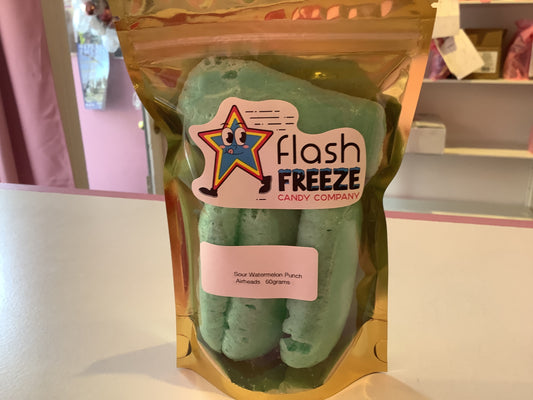 flash
FREEZE
CANDY COMPANY
Sour Watermelon Punch
Airheads 60grams